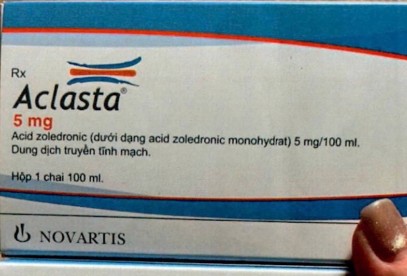 Rx
Aclasta®
5 mg
Acid zoledronic (dưới dạng acid zoledronic monohydrat) 5 mg/100 ml.
Dung dịch truyền tĩnh mạch.
Hộp 1 chai 100 ml.
NOVARTIS